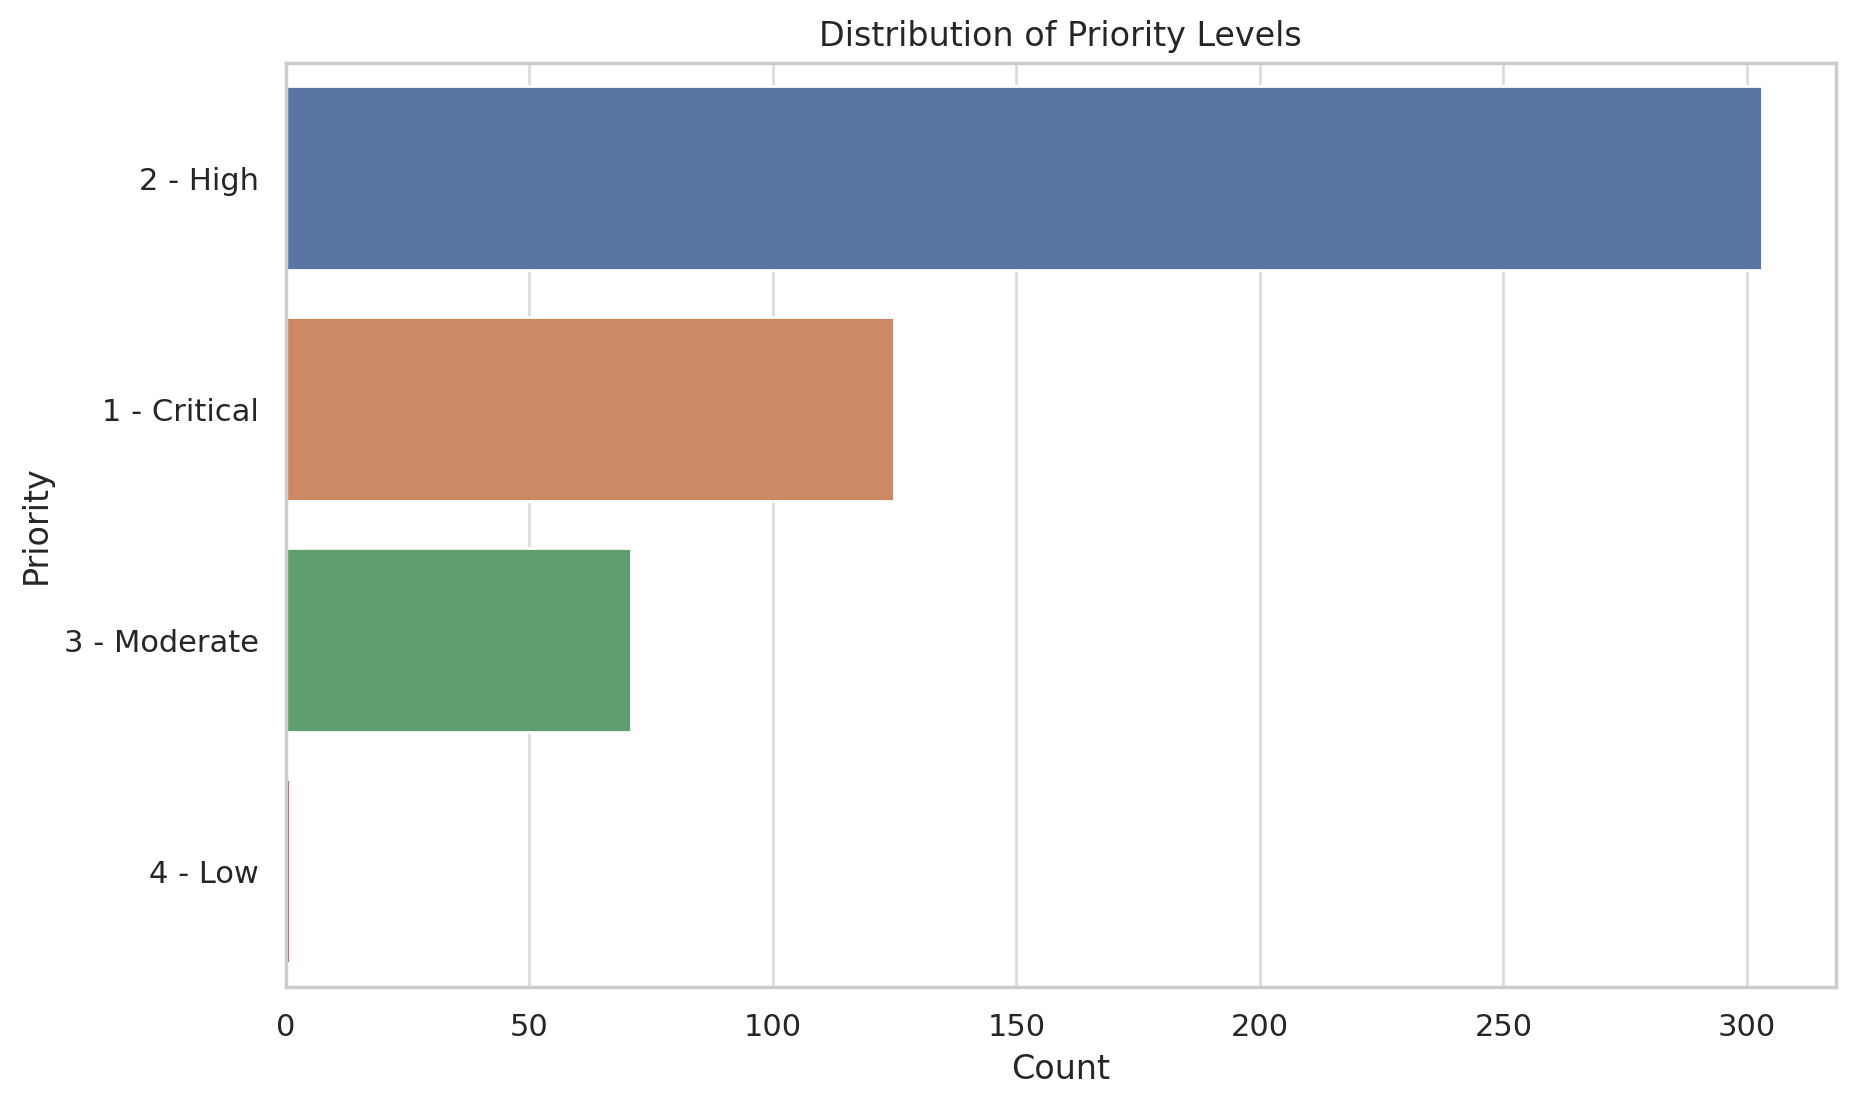 Distribution of Priority Levels
2 - High
1 - Critical
3 - Moderate
4 - Low
Priority
0 50 100 150 200 250 300
Count